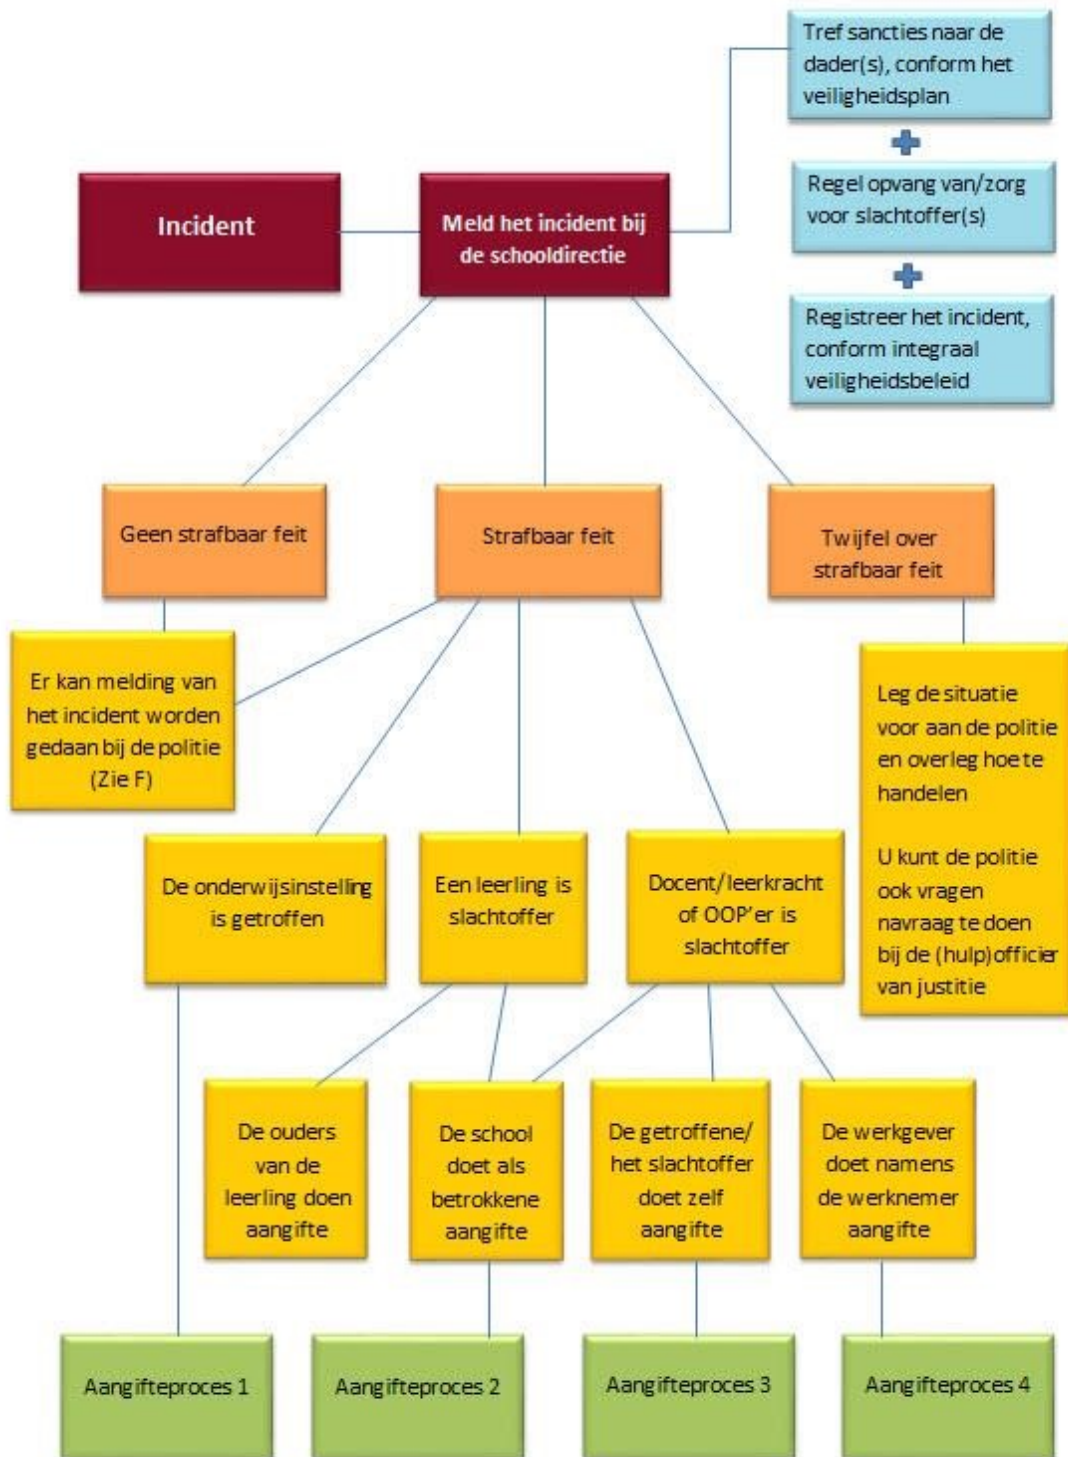 Tref sancties naar de
dader(s), conform het
veiligheidsplan
Regel opvang van/zorg
voor slachtoffer(s)
Registreer het incident,
conform integraal
veiligheidsbeleid
Incident
Meld het incident bij
de schooldirectie
Geen strafbaar feit
Strafbaar feit
Twijfel over
strafbaar feit
Er kan melding van
het incident worden
gedaan bij de politie
(Zie F)
Leg de situatie
voor aan de politie
en overleg hoe te
handelen
U kunt de politie
ook vragen
navraag te doen
bij de (hulp)officier
van justitie
De onderwijsinstelling
is getroffen
Een leerling is
slachtoffer
Docent/leerkracht
of OOP'er is
slachtoffer
De ouders
van de
leerling doen
aangifte
De school
doet als
betrokkene
aangifte
De getroffene/
het slachtoffer
doet zelf
aangifte
De werkgever
doet namens
de werknemer
aangifte
Aangifteproces 1
Aangifteproces 2
Aangifteproces 3
Aangifteproces 4